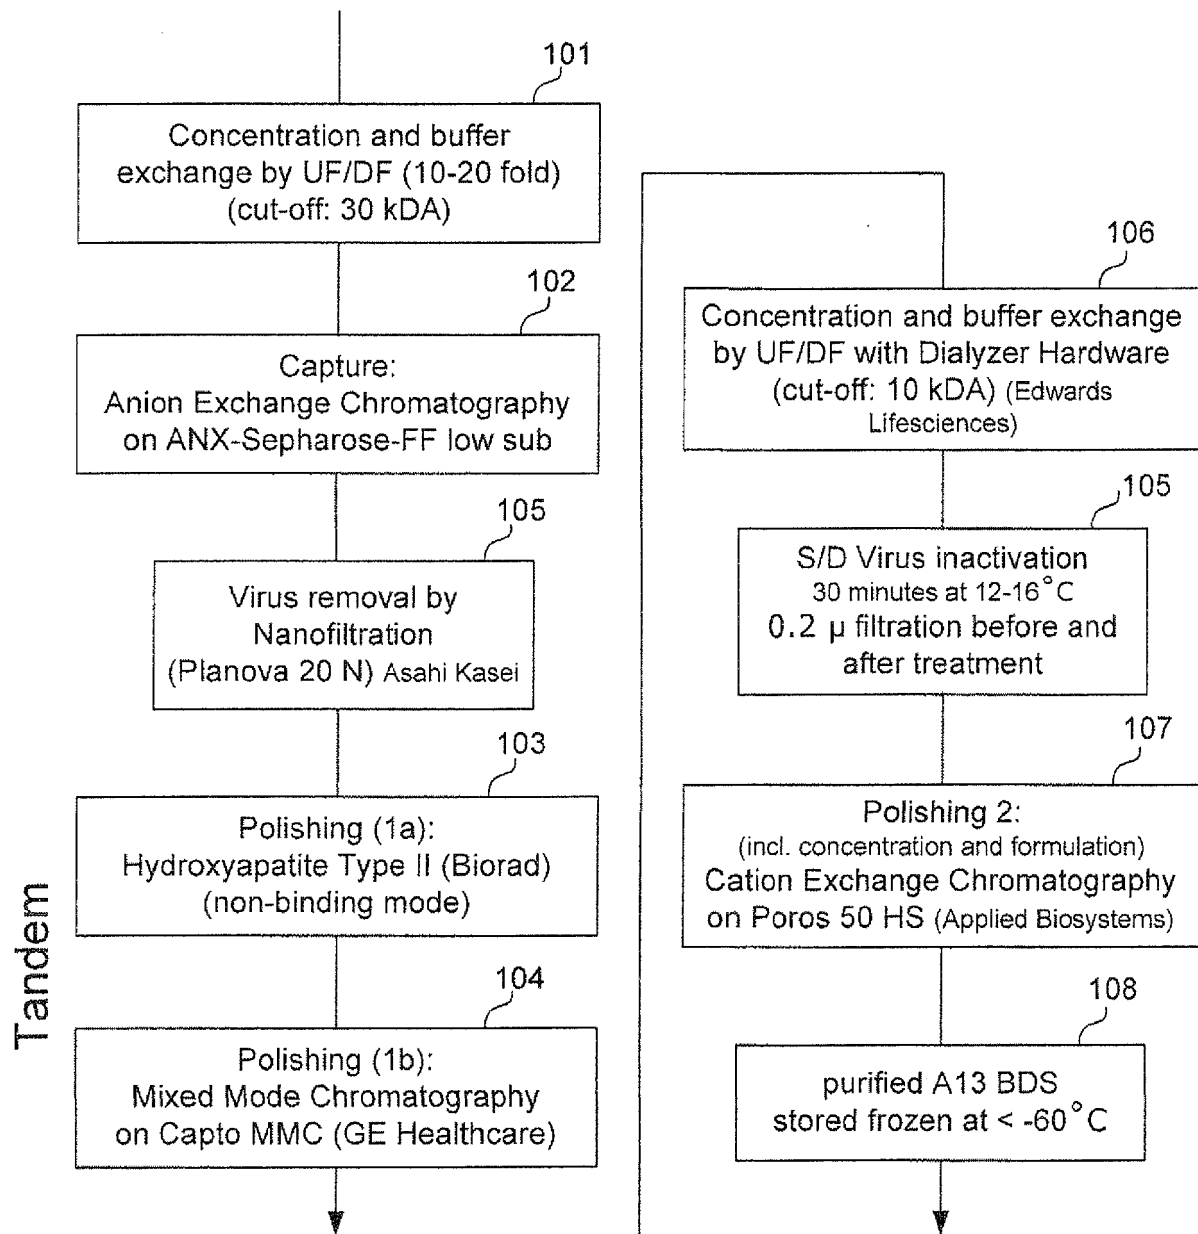 101
Concentration and buffer
exchange by UF/DF (10-20 fold)
(cut-off: 30 kDA)
102
Capture:
Anion Exchange Chromatography
on ANX-Sepharose-FF low sub
105
Virus removal by
Nanofiltration
(Planova 20 N) Asahi Kasei
103
Polishing (1a):
Hydroxyapatite Type II (Biorad)
(non-binding mode)
Tandem
104
Polishing (1b):
Mixed Mode Chromatography
on Capto MMC (GE Healthcare)
106
Concentration and buffer exchange
by UF/DF with Dialyzer Hardware
(cut-off: 10 kDA) (Edwards
Lifesciences)
105
S/D Virus inactivation
30 minutes at 12-16°C
0.2 µ filtration before and
after treatment
107
Polishing 2:
(incl. concentration and formulation)
Cation Exchange Chromatography
on Poros 50 HS (Applied Biosystems)
108
purified A13 BDS
stored frozen at < -60°C